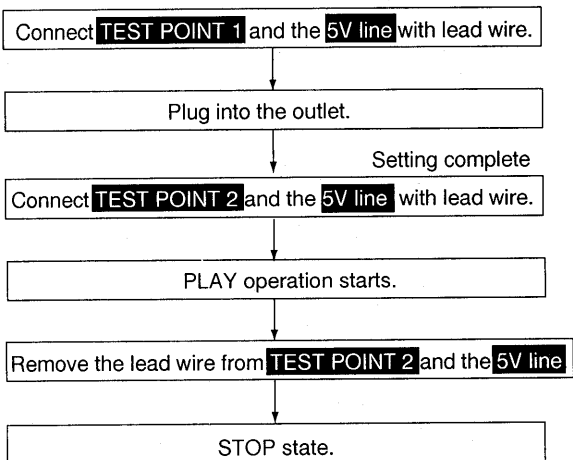 Connect TEST POINT 1 and the 5V line with lead wire.
Plug into the outlet.
Setting complete
Connect TEST POINT 2 and the 5V line with lead wire.
PLAY operation starts.
Remove the lead wire from TEST POINT 2 and the 5V line
STOP state.